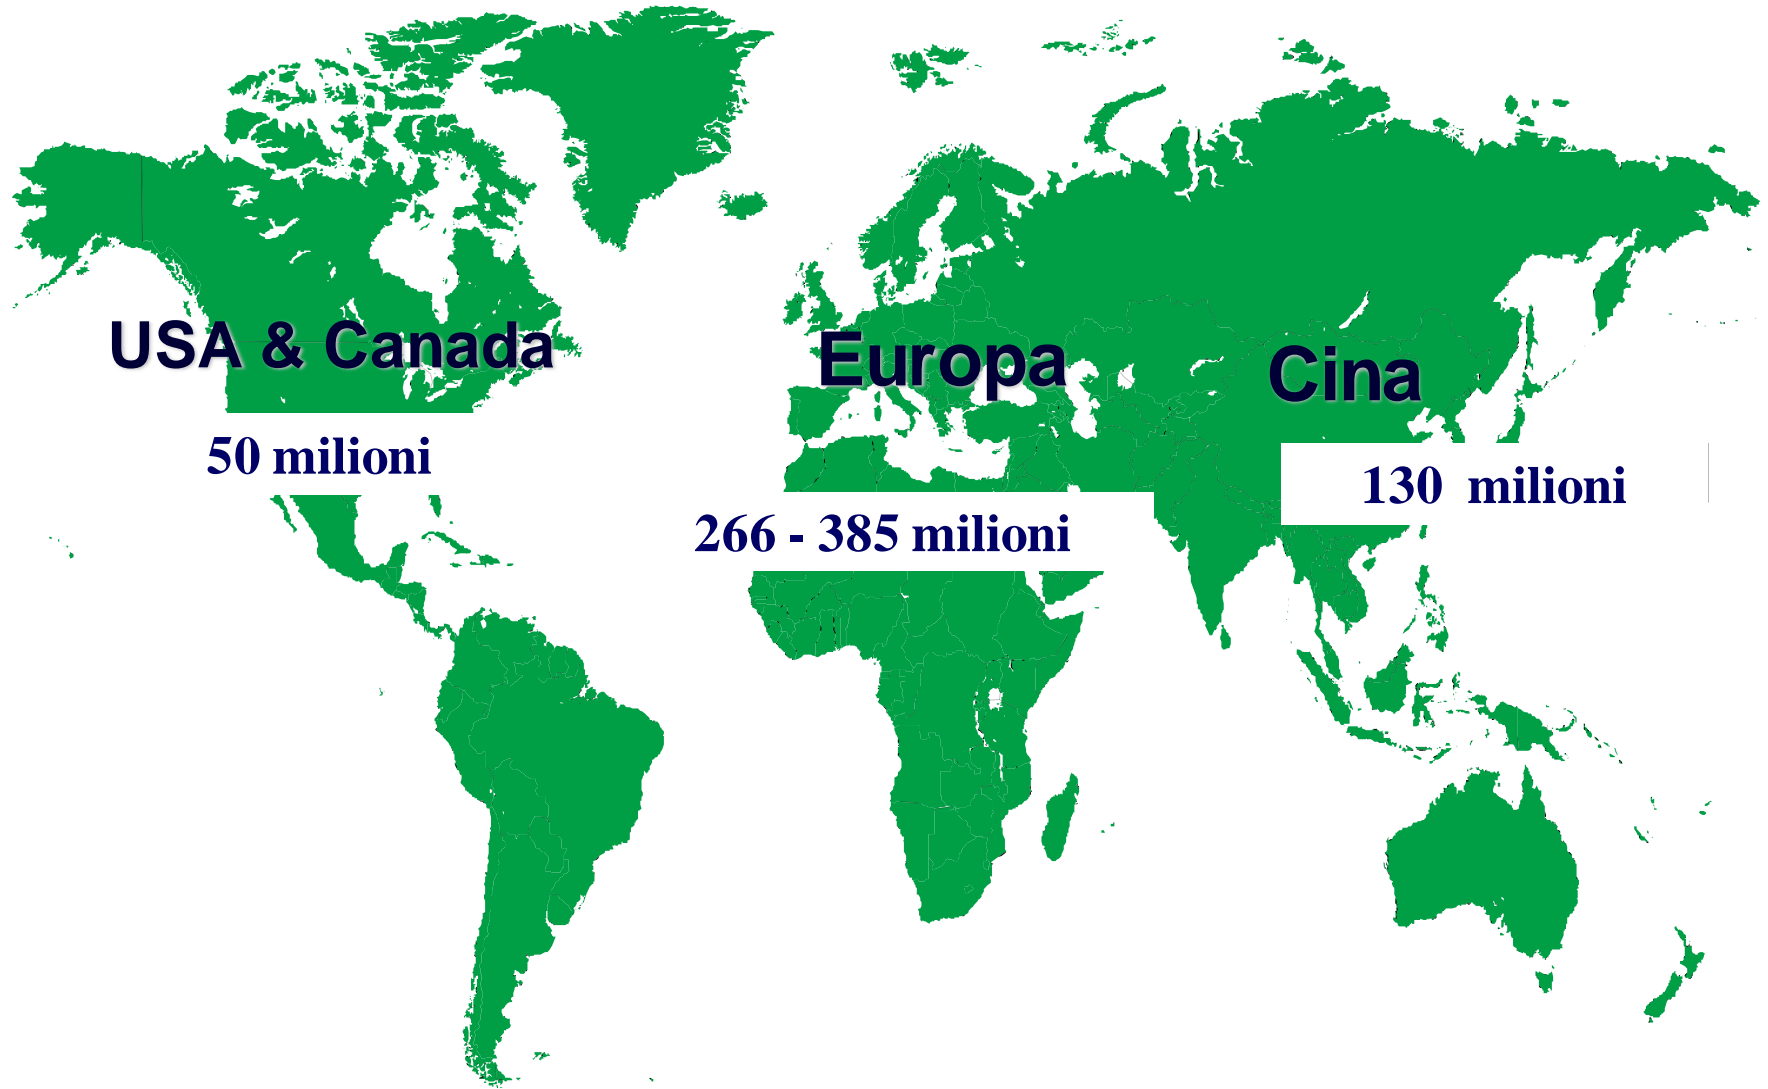 USA & Canada
Europa
Cina
50 milioni
130 milioni
266 - 385 milioni